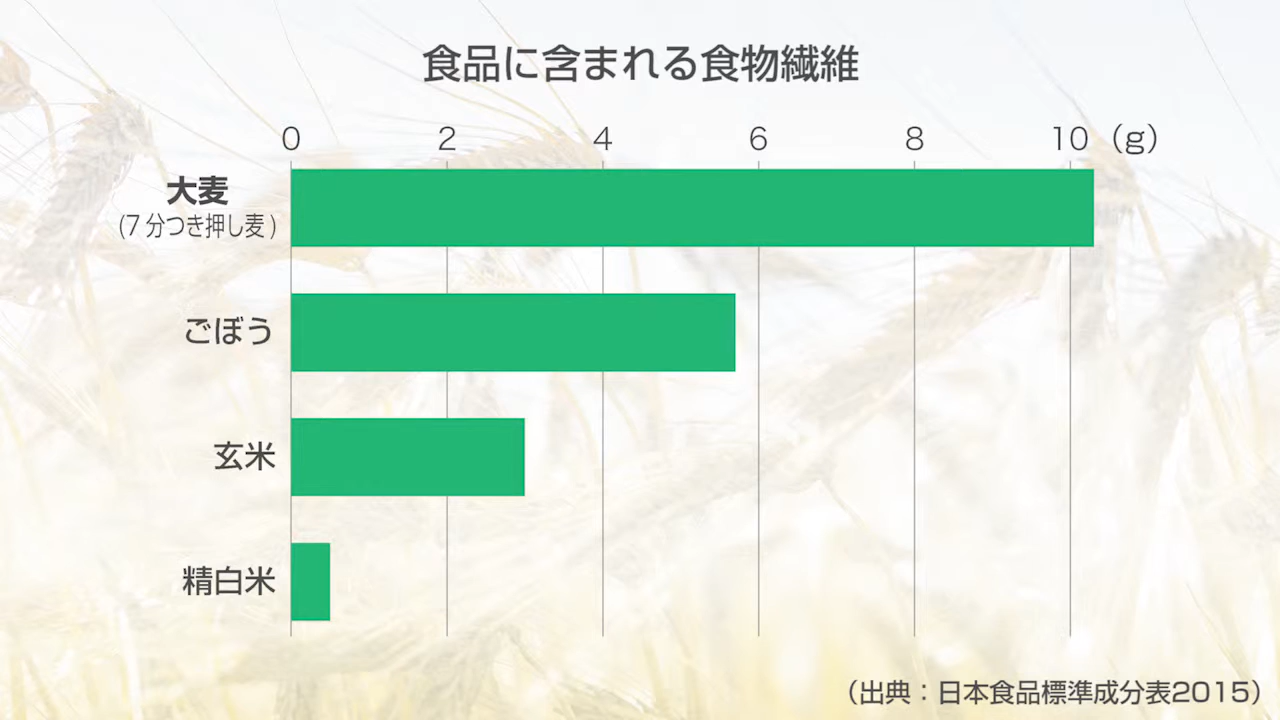 食品に含まれる食物繊維
0 2 4 6 8 10 （g）
大麦
(7分つき押し麦)
ごぼう
玄米
精白米
（出典：日本食品標準成分表2015）